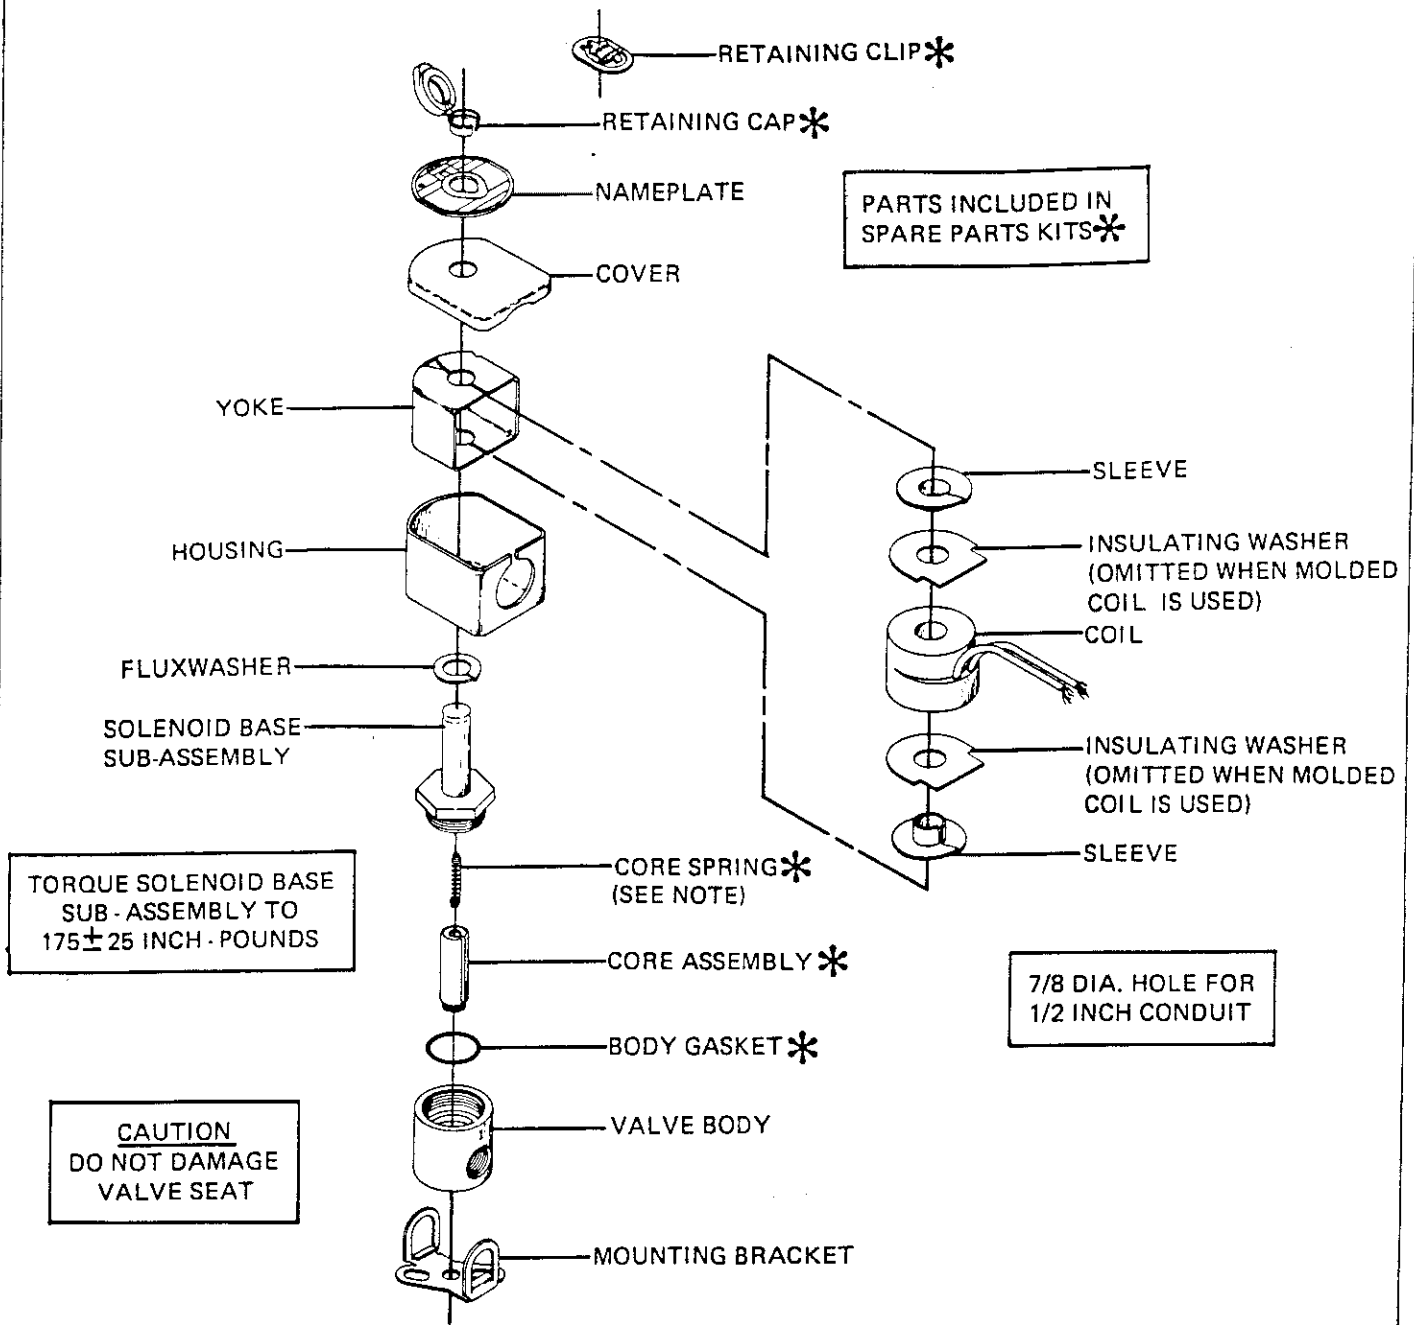 RETAINING CLIP*
RETAINING CAP*
NAMEPLATE
PARTS INCLUDED IN
SPARE PARTS KITS*
COVER
YOKE
SLEEVE
HOUSING
INSULATING WASHER
(OMITTED WHEN MOLDED
COIL IS USED)
COIL
FLUXWASHER
SOLENOID BASE
SUB-ASSEMBLY
INSULATING WASHER
(OMITTED WHEN MOLDED
COIL IS USED)
SLEEVE
CORE SPRING*
(SEE NOTE)
TORQUE SOLENOID BASE
SUB-ASSEMBLY TO
175±25 INCH-POUNDS
CORE ASSEMBLY*
7/8 DIA. HOLE FOR
1/2 INCH CONDUIT
BODY GASKET*
VALVE BODY
CAUTION
DO NOT DAMAGE
VALVE SEAT
MOUNTING BRACKET